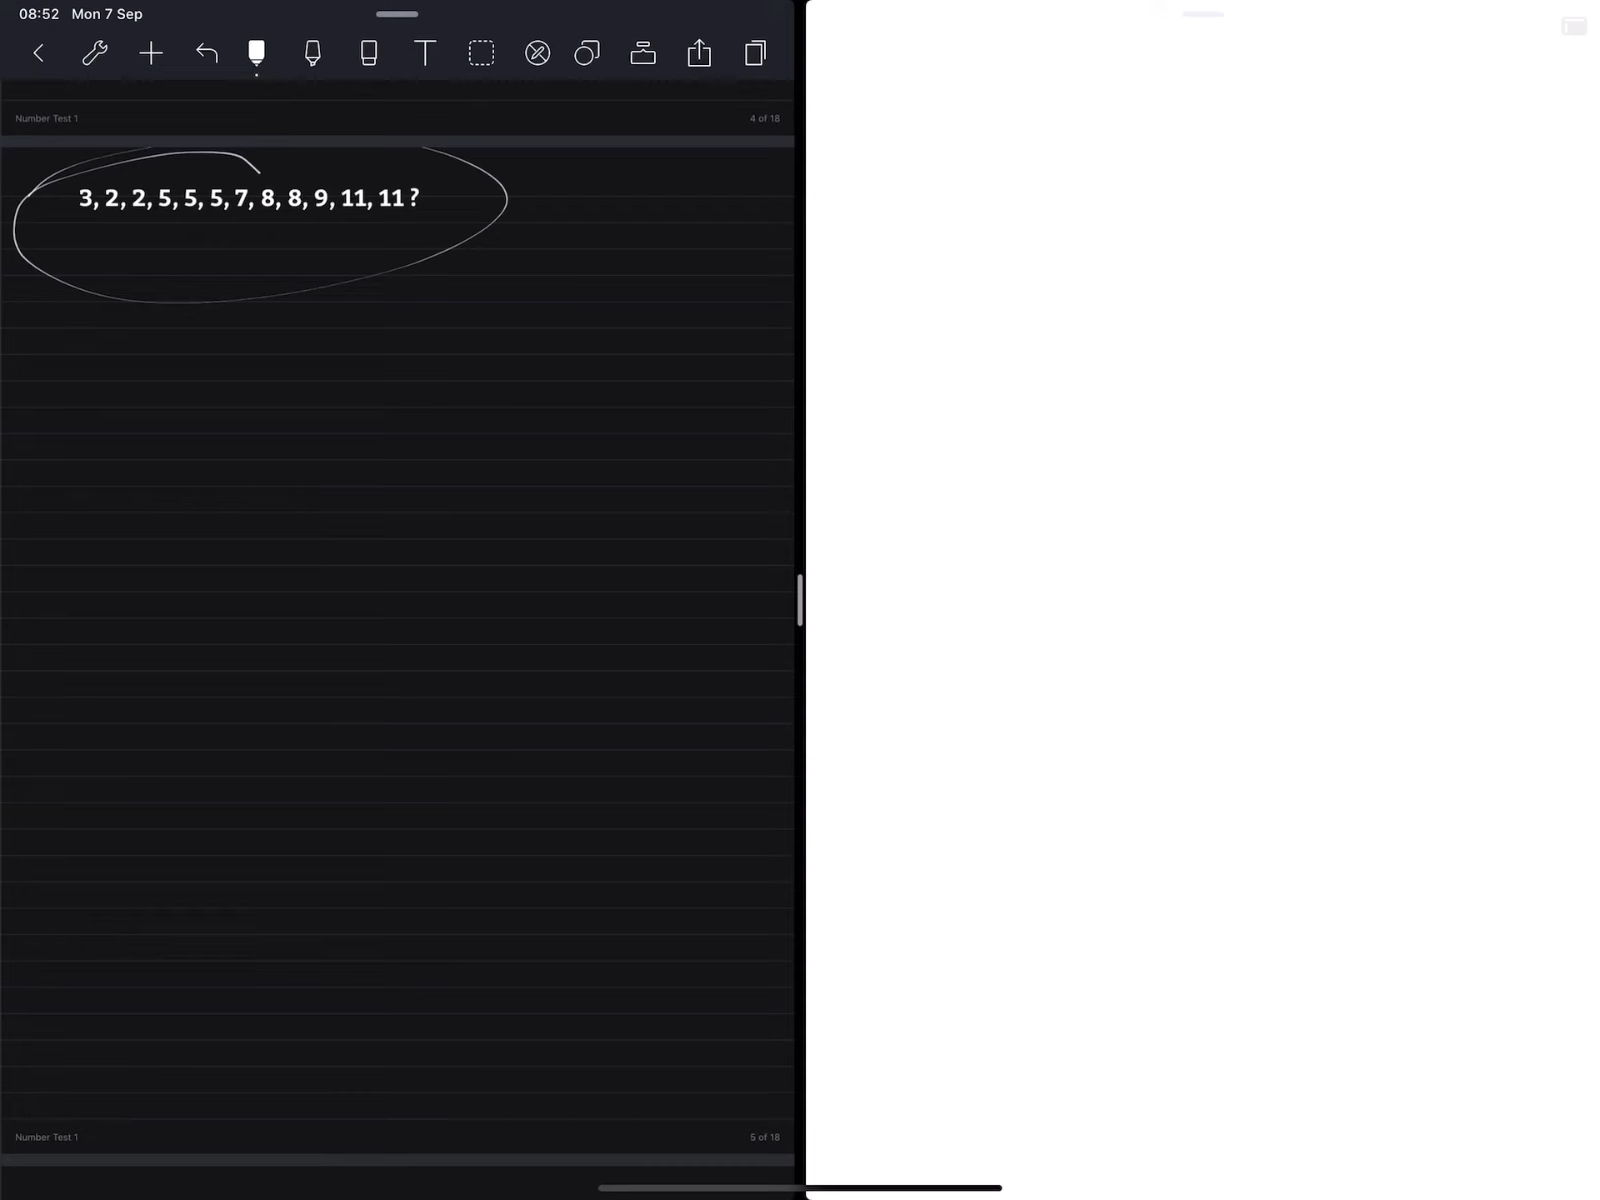 08:52 Mon 7 Sep
Number Test 1 4 of 18
3, 2, 2, 5, 5, 5, 7, 8, 8, 9, 11, 11 ?
Number Test 1 5 of 18